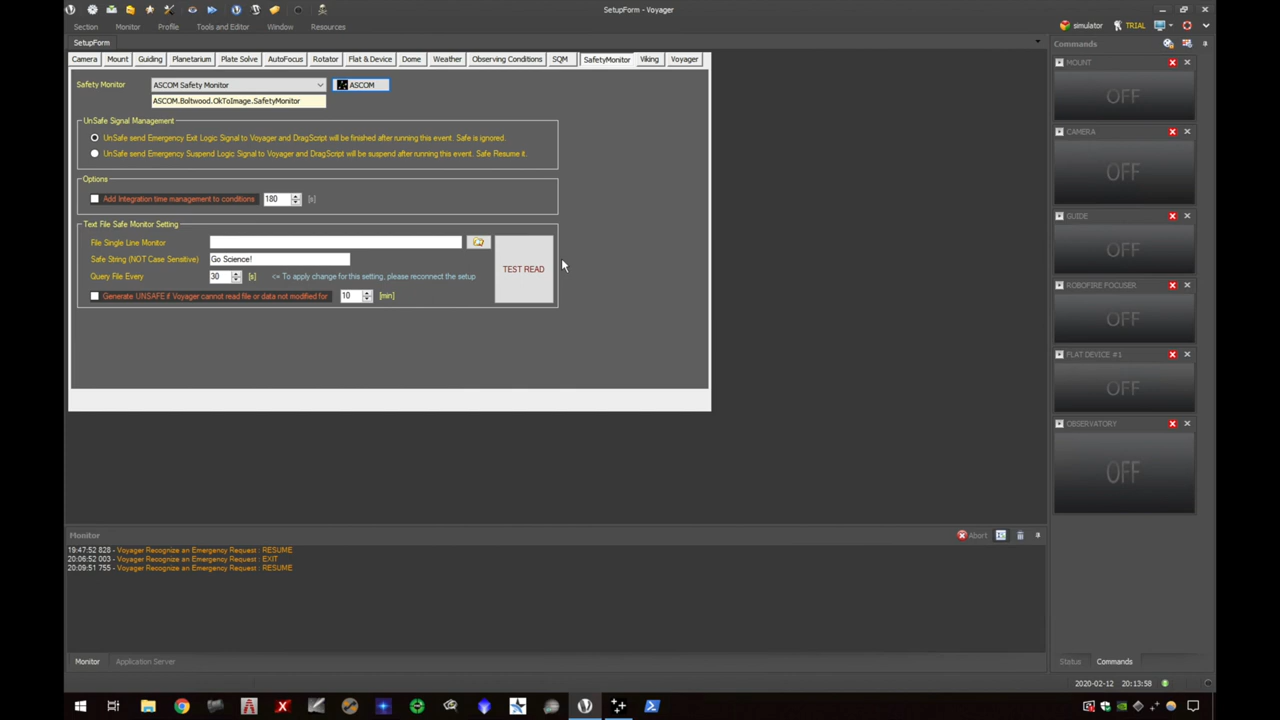 SetupForm - Voyager
Section Monitor Profile Tools and Editor Window Resources
simulator TRIAL
SetupForm
Commands
Camera Mount Guiding Planetarium Plate Solve AutoFocus Rotator Flat & Device Dome Weather Observing Conditions SQM SafetyMonitor Viking Voyager
Safety Monitor ASCOM Safety Monitor ASCOM
ASCOM.Boltwood.OkToImage.SafetyMonitor
UnSafe Signal Management
UnSafe send Emergency Exit Logic Signal to Voyager and DragScript will be finished after running this event. Safe is ignored.
UnSafe send Emergency Suspend Logic Signal to Voyager and DragScript will be suspend after running this event. Safe Resume it.
Options
Add Integration time management to conditions 180 [s]
Text File Safe Monitor Setting
File Single Line Monitor
Safe String (NOT Case Sensitive) Go Science!
Query File Every 30 [s] <= To apply change for this setting, please reconnect the setup
TEST READ
Generate UNSAFE if Voyager cannot read file or data not modified for 10 [min]
MOUNT
OFF
CAMERA
OFF
GUIDE
OFF
ROBOFIRE FOCUSER
OFF
FLAT DEVICE #1
OFF
OBSERVATORY
OFF
Monitor Abort
19:47:52 828 - Voyager Recognize an Emergency Request : RESUME
20:06:52 003 - Voyager Recognize an Emergency Request : EXIT
20:09:51 755 - Voyager Recognize an Emergency Request : RESUME
Monitor Application Server
Status Commands
2020-02-12 20:13:58